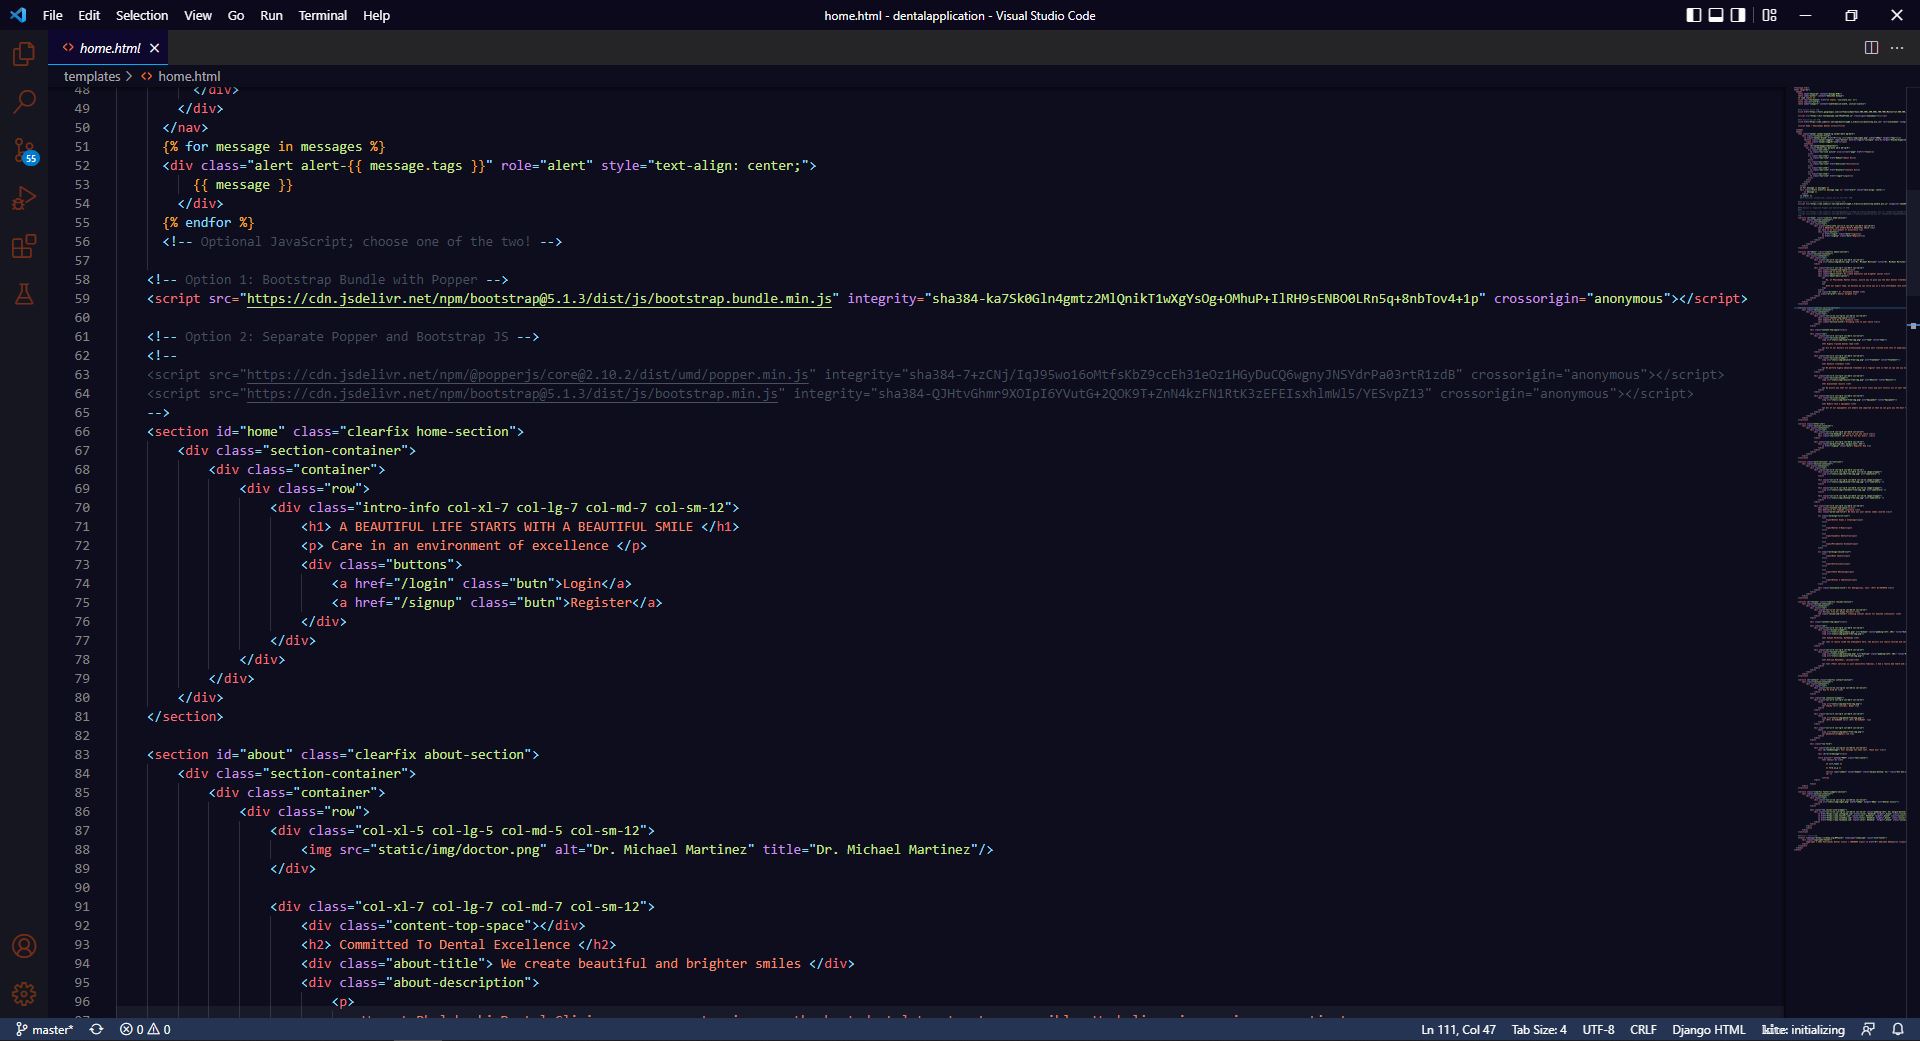 File Edit Selection View Go Run Terminal Help
home.html - dentalapplication - Visual Studio Code
home.html
templates > home.html
55
48 </div>
49 </div>
50 </nav>
51 {% for message in messages %}
52 <div class="alert alert-{{ message.tags }}" role="alert" style="text-align: center;">
53 {{ message }}
54 </div>
55 {% endfor %}
56 <!-- Optional JavaScript; choose one of the two! -->
57
58 <!-- Option 1: Bootstrap Bundle with Popper -->
59 <script src="https://cdn.jsdelivr.net/npm/bootstrap@5.1.3/dist/js/bootstrap.bundle.min.js" integrity="sha384-ka7Sk0Gln4gmtz2MlQnikT1wXgYsOg+OMhuP+IlRH9sENBO0LRn5q+8nbTov4+1p" crossorigin="anonymous"></script>
60
61 <!-- Option 2: Separate Popper and Bootstrap JS -->
62 <!--
63 <script src="https://cdn.jsdelivr.net/npm/@popperjs/core@2.10.2/dist/umd/popper.min.js" integrity="sha384-7+zCNj/IqJ95wo16oMtfsKbZ9ccEh31eOz1HGyDuCQ6wgnyJNSYdrPa03rtR1zdB" crossorigin="anonymous"></script>
64 <script src="https://cdn.jsdelivr.net/npm/bootstrap@5.1.3/dist/js/bootstrap.min.js" integrity="sha384-QJHtvGhmr9XOIpI6YVutG+2QOK9T+ZnN4kzFN1RtK3zEFEIsxhlmWl5/YESvpZ13" crossorigin="anonymous"></script>
65 -->
66 <section id="home" class="clearfix home-section">
67 <div class="section-container">
68 <div class="container">
69 <div class="row">
70 <div class="intro-info col-xl-7 col-lg-7 col-md-7 col-sm-12">
71 <h1> A BEAUTIFUL LIFE STARTS WITH A BEAUTIFUL SMILE </h1>
72 <p> Care in an environment of excellence </p>
73 <div class="buttons">
74 <a href="/login" class="butn">Login</a>
75 <a href="/signup" class="butn">Register</a>
76 </div>
77 </div>
78 </div>
79 </div>
80 </div>
81 </section>
82
83 <section id="about" class="clearfix about-section">
84 <div class="section-container">
85 <div class="container">
86 <div class="row">
87 <div class="col-xl-5 col-lg-5 col-md-5 col-sm-12">
88 <img src="static/img/doctor.png" alt="Dr. Michael Martinez" title="Dr. Michael Martinez"/>
89 </div>
90
91 <div class="col-xl-7 col-lg-7 col-md-7 col-sm-12">
92 <div class="content-top-space"></div>
93 <h2> Committed To Dental Excellence </h2>
94 <div class="about-title"> We create beautiful and brighter smiles </div>
95 <div class="about-description">
96 <p>
master* 0 0 Ln 111, Col 47 Tab Size: 4 UTF-8 CRLF Django HTML kite: initializing